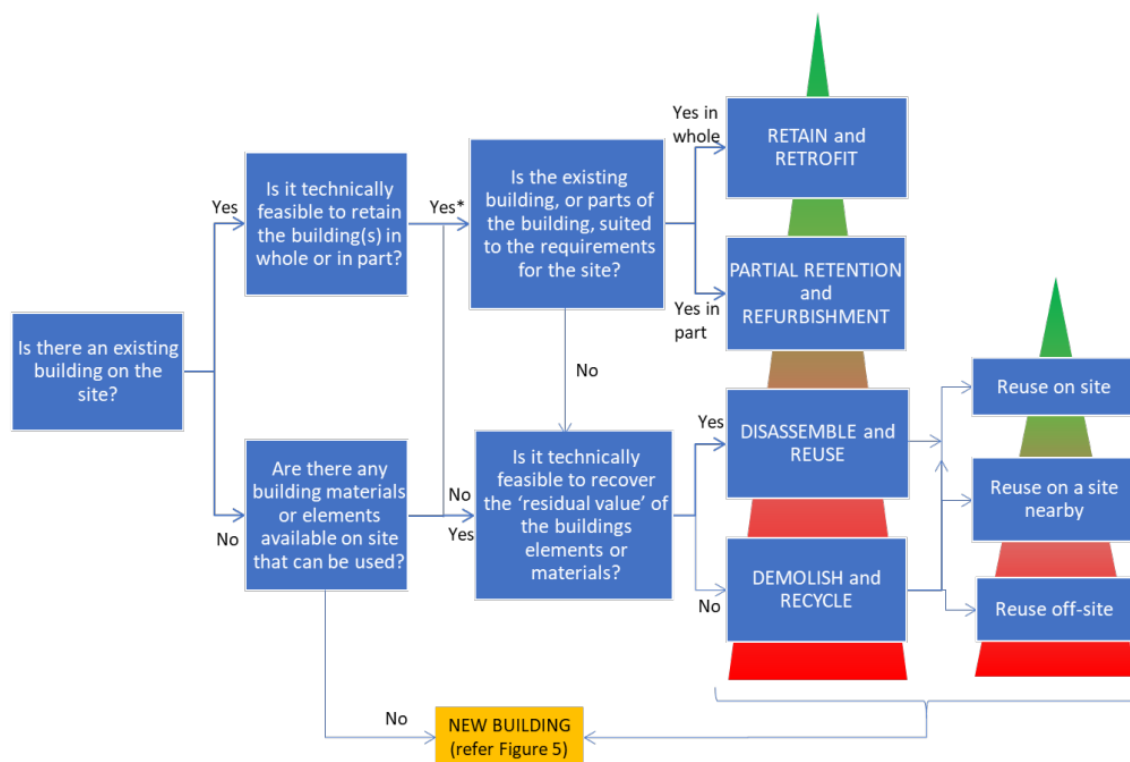 Is there an existing
building on the
site?
Yes
No
Is it technically
feasible to retain
the building(s) in
whole or in part?
Are there any
building materials
or elements
available on site
that can be used?
Yes*
No
Yes
Is the existing
building, or parts of
the building, suited
to the requirements
for the site?
No
Is it technically
feasible to recover
the ‘residual value’ of
the buildings
elements or
materials?
Yes in
whole
Yes in
part
Yes
No
RETAIN and
RETROFIT
PARTIAL RETENTION
and
REFURBISHMENT
DISASSEMBLE and
REUSE
DEMOLISH and
RECYCLE
Reuse on site
Reuse on a site
nearby
Reuse off-site
No
NEW BUILDING
(refer Figure 5)